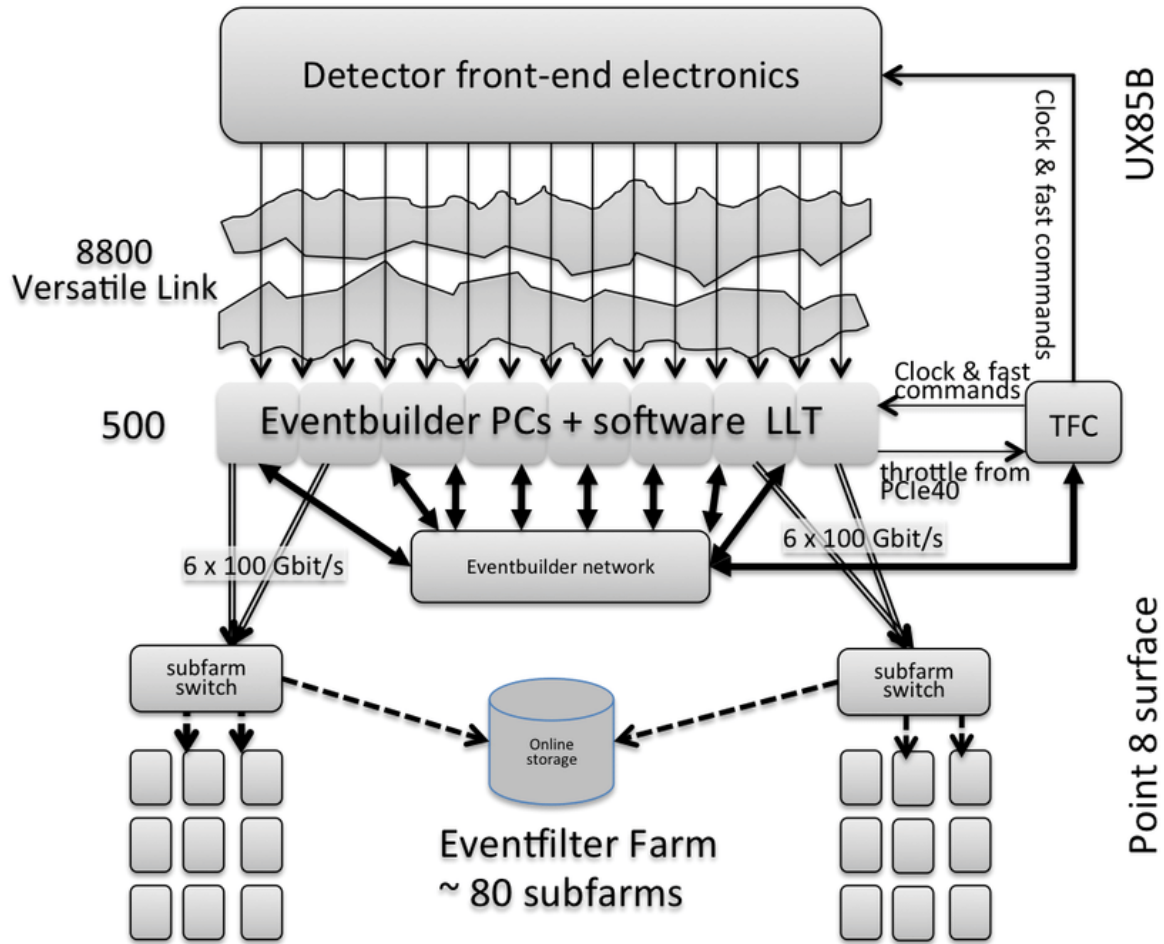 Detector front-end electronics
UX85B
Clock & fast commands
8800
Versatile Link
500
Eventbuilder PCs + software LLT
Clock & fast
commands
TFC
throttle from
PCIe40
6 x 100 Gbit/s
6 x 100 Gbit/s
Eventbuilder network
subfarm
switch
subfarm
switch
Online
storage
Point 8 surface
Eventfilter Farm
~ 80 subfarms